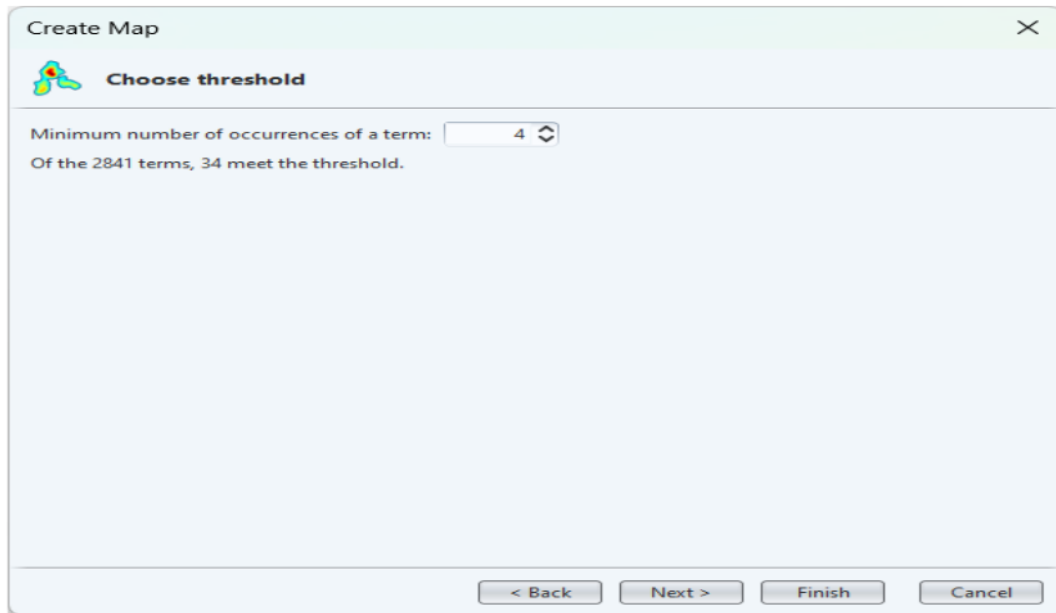 Create Map
Choose threshold
Minimum number of occurrences of a term: 4
Of the 2841 terms, 34 meet the threshold.
< Back Next > Finish Cancel